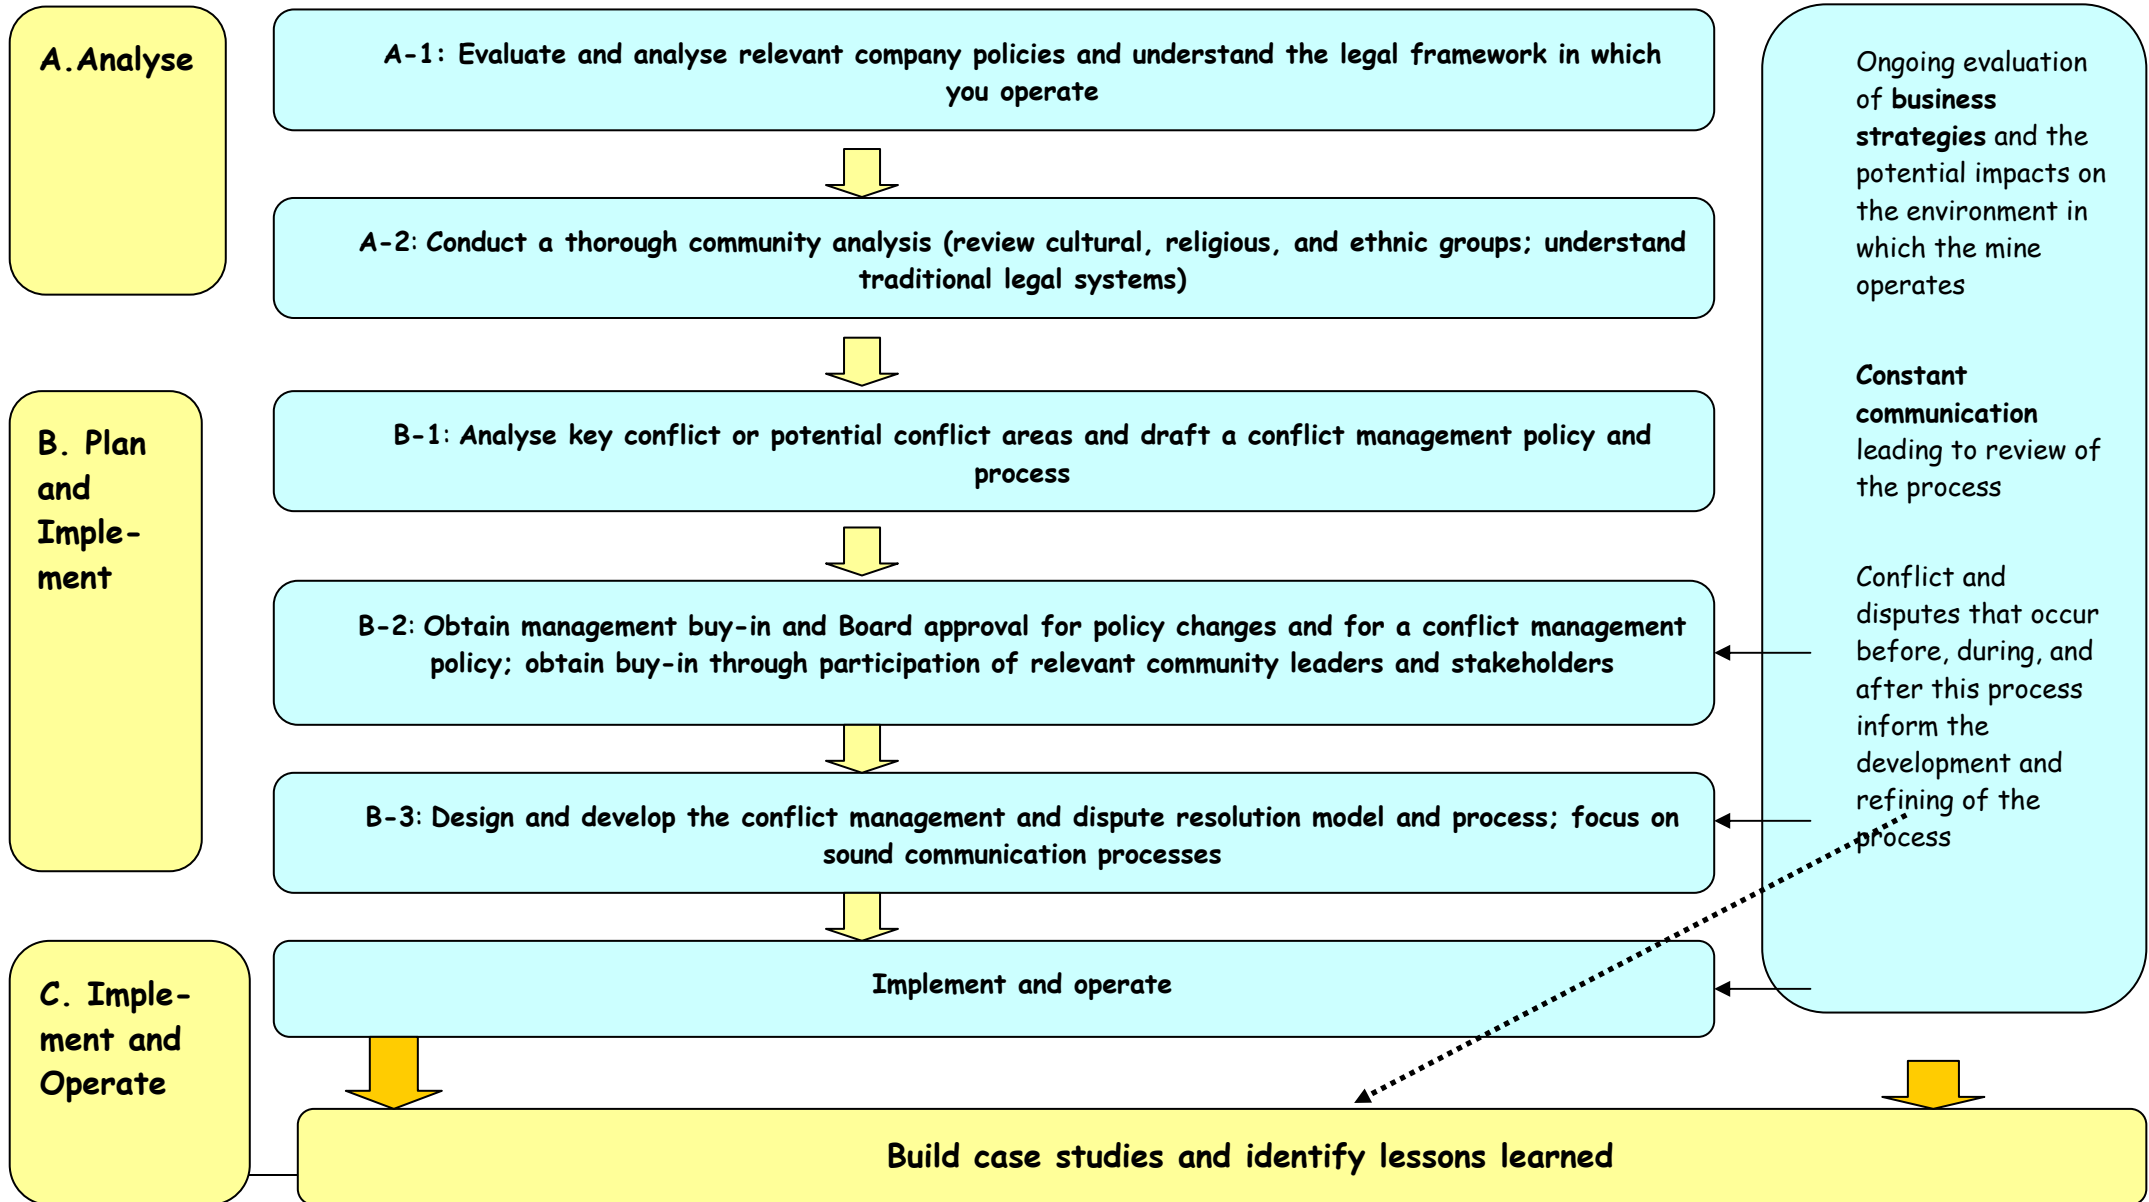 A.Analyse
A-1: Evaluate and analyse relevant company policies and understand the legal framework in which
you operate
A-2: Conduct a thorough community analysis (review cultural, religious, and ethnic groups; understand
traditional legal systems)
B. Plan
and
Imple-
ment
B-1: Analyse key conflict or potential conflict areas and draft a conflict management policy and
process
B-2: Obtain management buy-in and Board approval for policy changes and for a conflict management
policy; obtain buy-in through participation of relevant community leaders and stakeholders
B-3: Design and develop the conflict management and dispute resolution model and process; focus on
sound communication processes
C. Imple-
ment and
Operate
Implement and operate
Build case studies and identify lessons learned
Ongoing evaluation
of business
strategies and the
potential impacts on
the environment in
which the mine
operates
Constant
communication
leading to review of
the process
Conflict and
disputes that occur
before, during, and
after this process
inform the
development and
refining of the
process